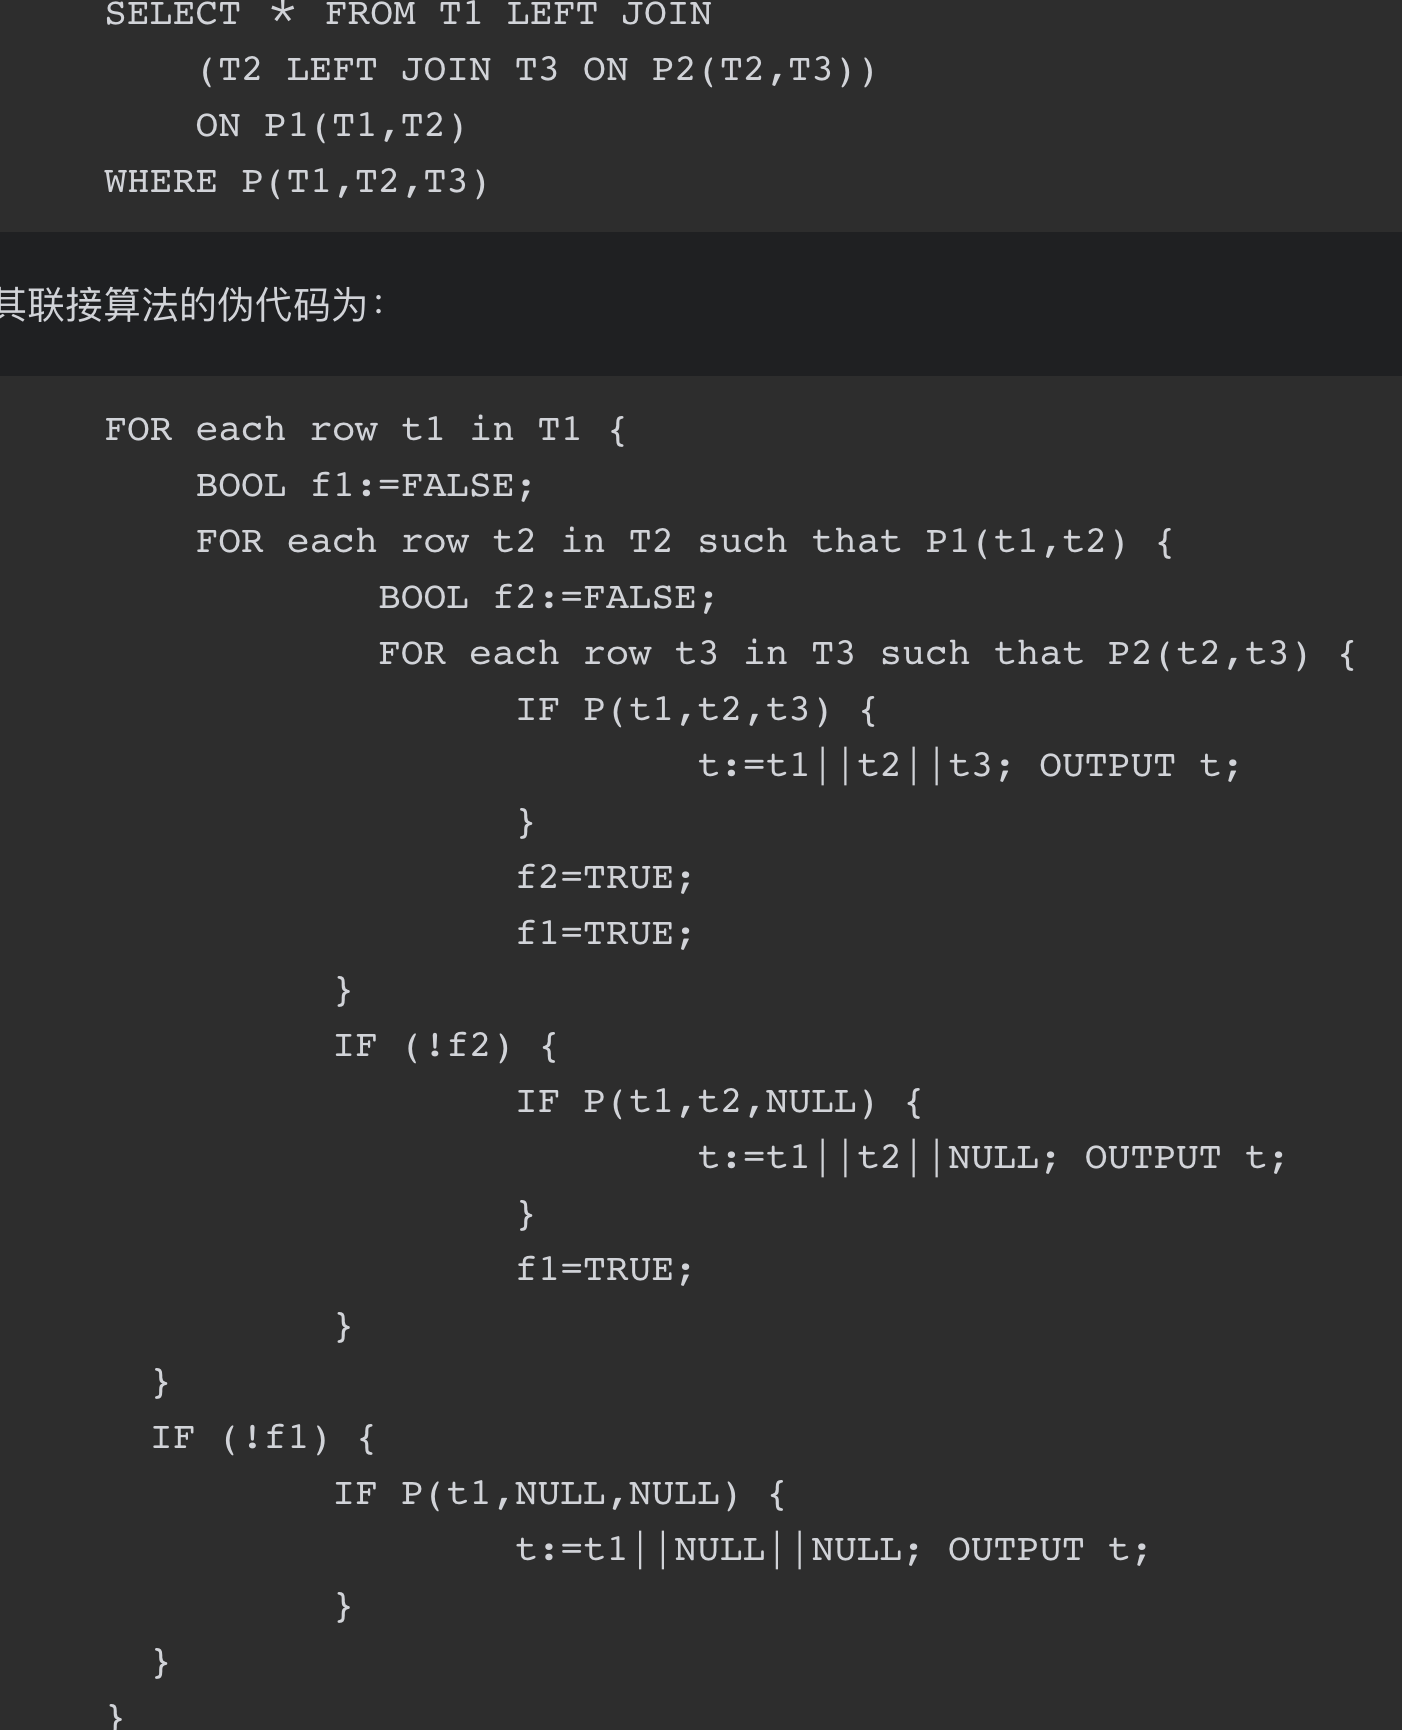 SELECT * FROM T1 LEFT JOIN
(T2 LEFT JOIN T3 ON P2(T2,T3))
ON P1(T1,T2)
WHERE P(T1,T2,T3)
其联接算法的伪代码为：
FOR each row t1 in T1 {
BOOL f1:=FALSE;
FOR each row t2 in T2 such that P1(t1,t2) {
BOOL f2:=FALSE;
FOR each row t3 in T3 such that P2(t2,t3) {
IF P(t1,t2,t3) {
t:=t1||t2||t3; OUTPUT t;
}
f2=TRUE;
f1=TRUE;
}
IF (!f2) {
IF P(t1,t2,NULL) {
t:=t1||t2||NULL; OUTPUT t;
}
f1=TRUE;
}
}
IF (!f1) {
IF P(t1,NULL,NULL) {
t:=t1||NULL||NULL; OUTPUT t;
}
}
}